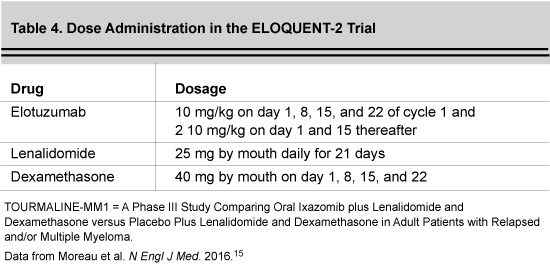 Table 4. Dose Administration in the ELOQUENT-2 Trial
Drug Dosage
Elotuzumab 10 mg/kg on day 1, 8, 15, and 22 of cycle 1 and
2 10 mg/kg on day 1 and 15 thereafter
Lenalidomide 25 mg by mouth daily for 21 days
Dexamethasone 40 mg by mouth on day 1, 8, 15, and 22
TOURMALINE-MM1 = A Phase III Study Comparing Oral Ixazomib plus Lenalidomide and
Dexamethasone versus Placebo Plus Lenalidomide and Dexamethasone in Adult Patients with Relapsed
and/or Multiple Myeloma.
Data from Moreau et al. N Engl J Med. 2016.15